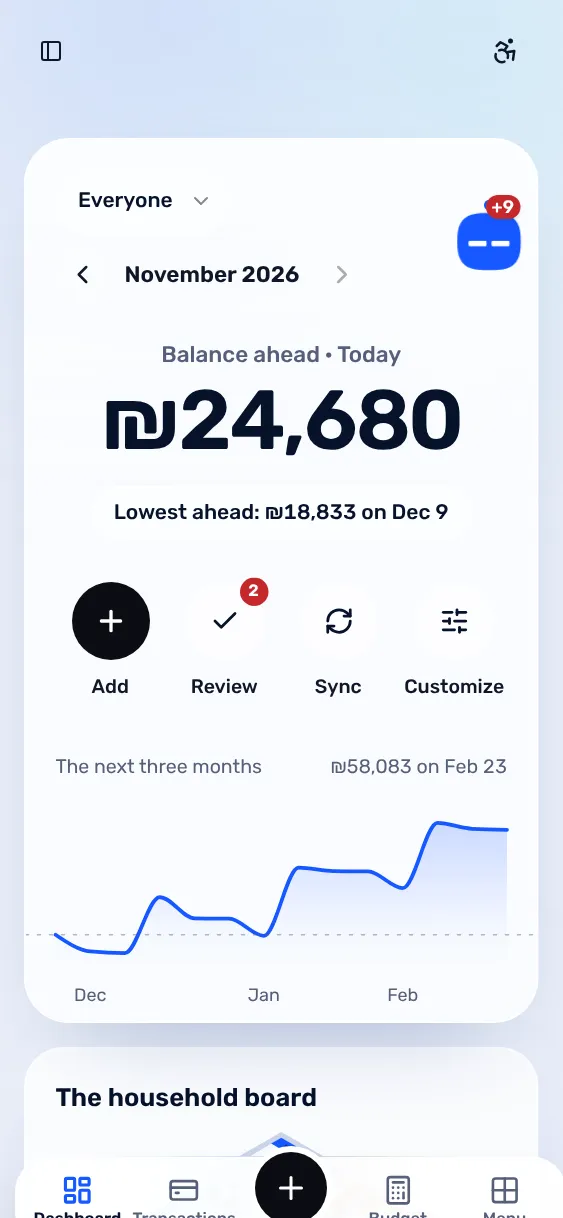 Everyone
+9
November 2026
Balance ahead • Today
₪24,680
Lowest ahead: ₪18,833 on Dec 9
2
Add Review Sync Customize
The next three months ₪58,083 on Feb 23
Dec Jan Feb
The household board
Dashboard Transactions Budget Menu